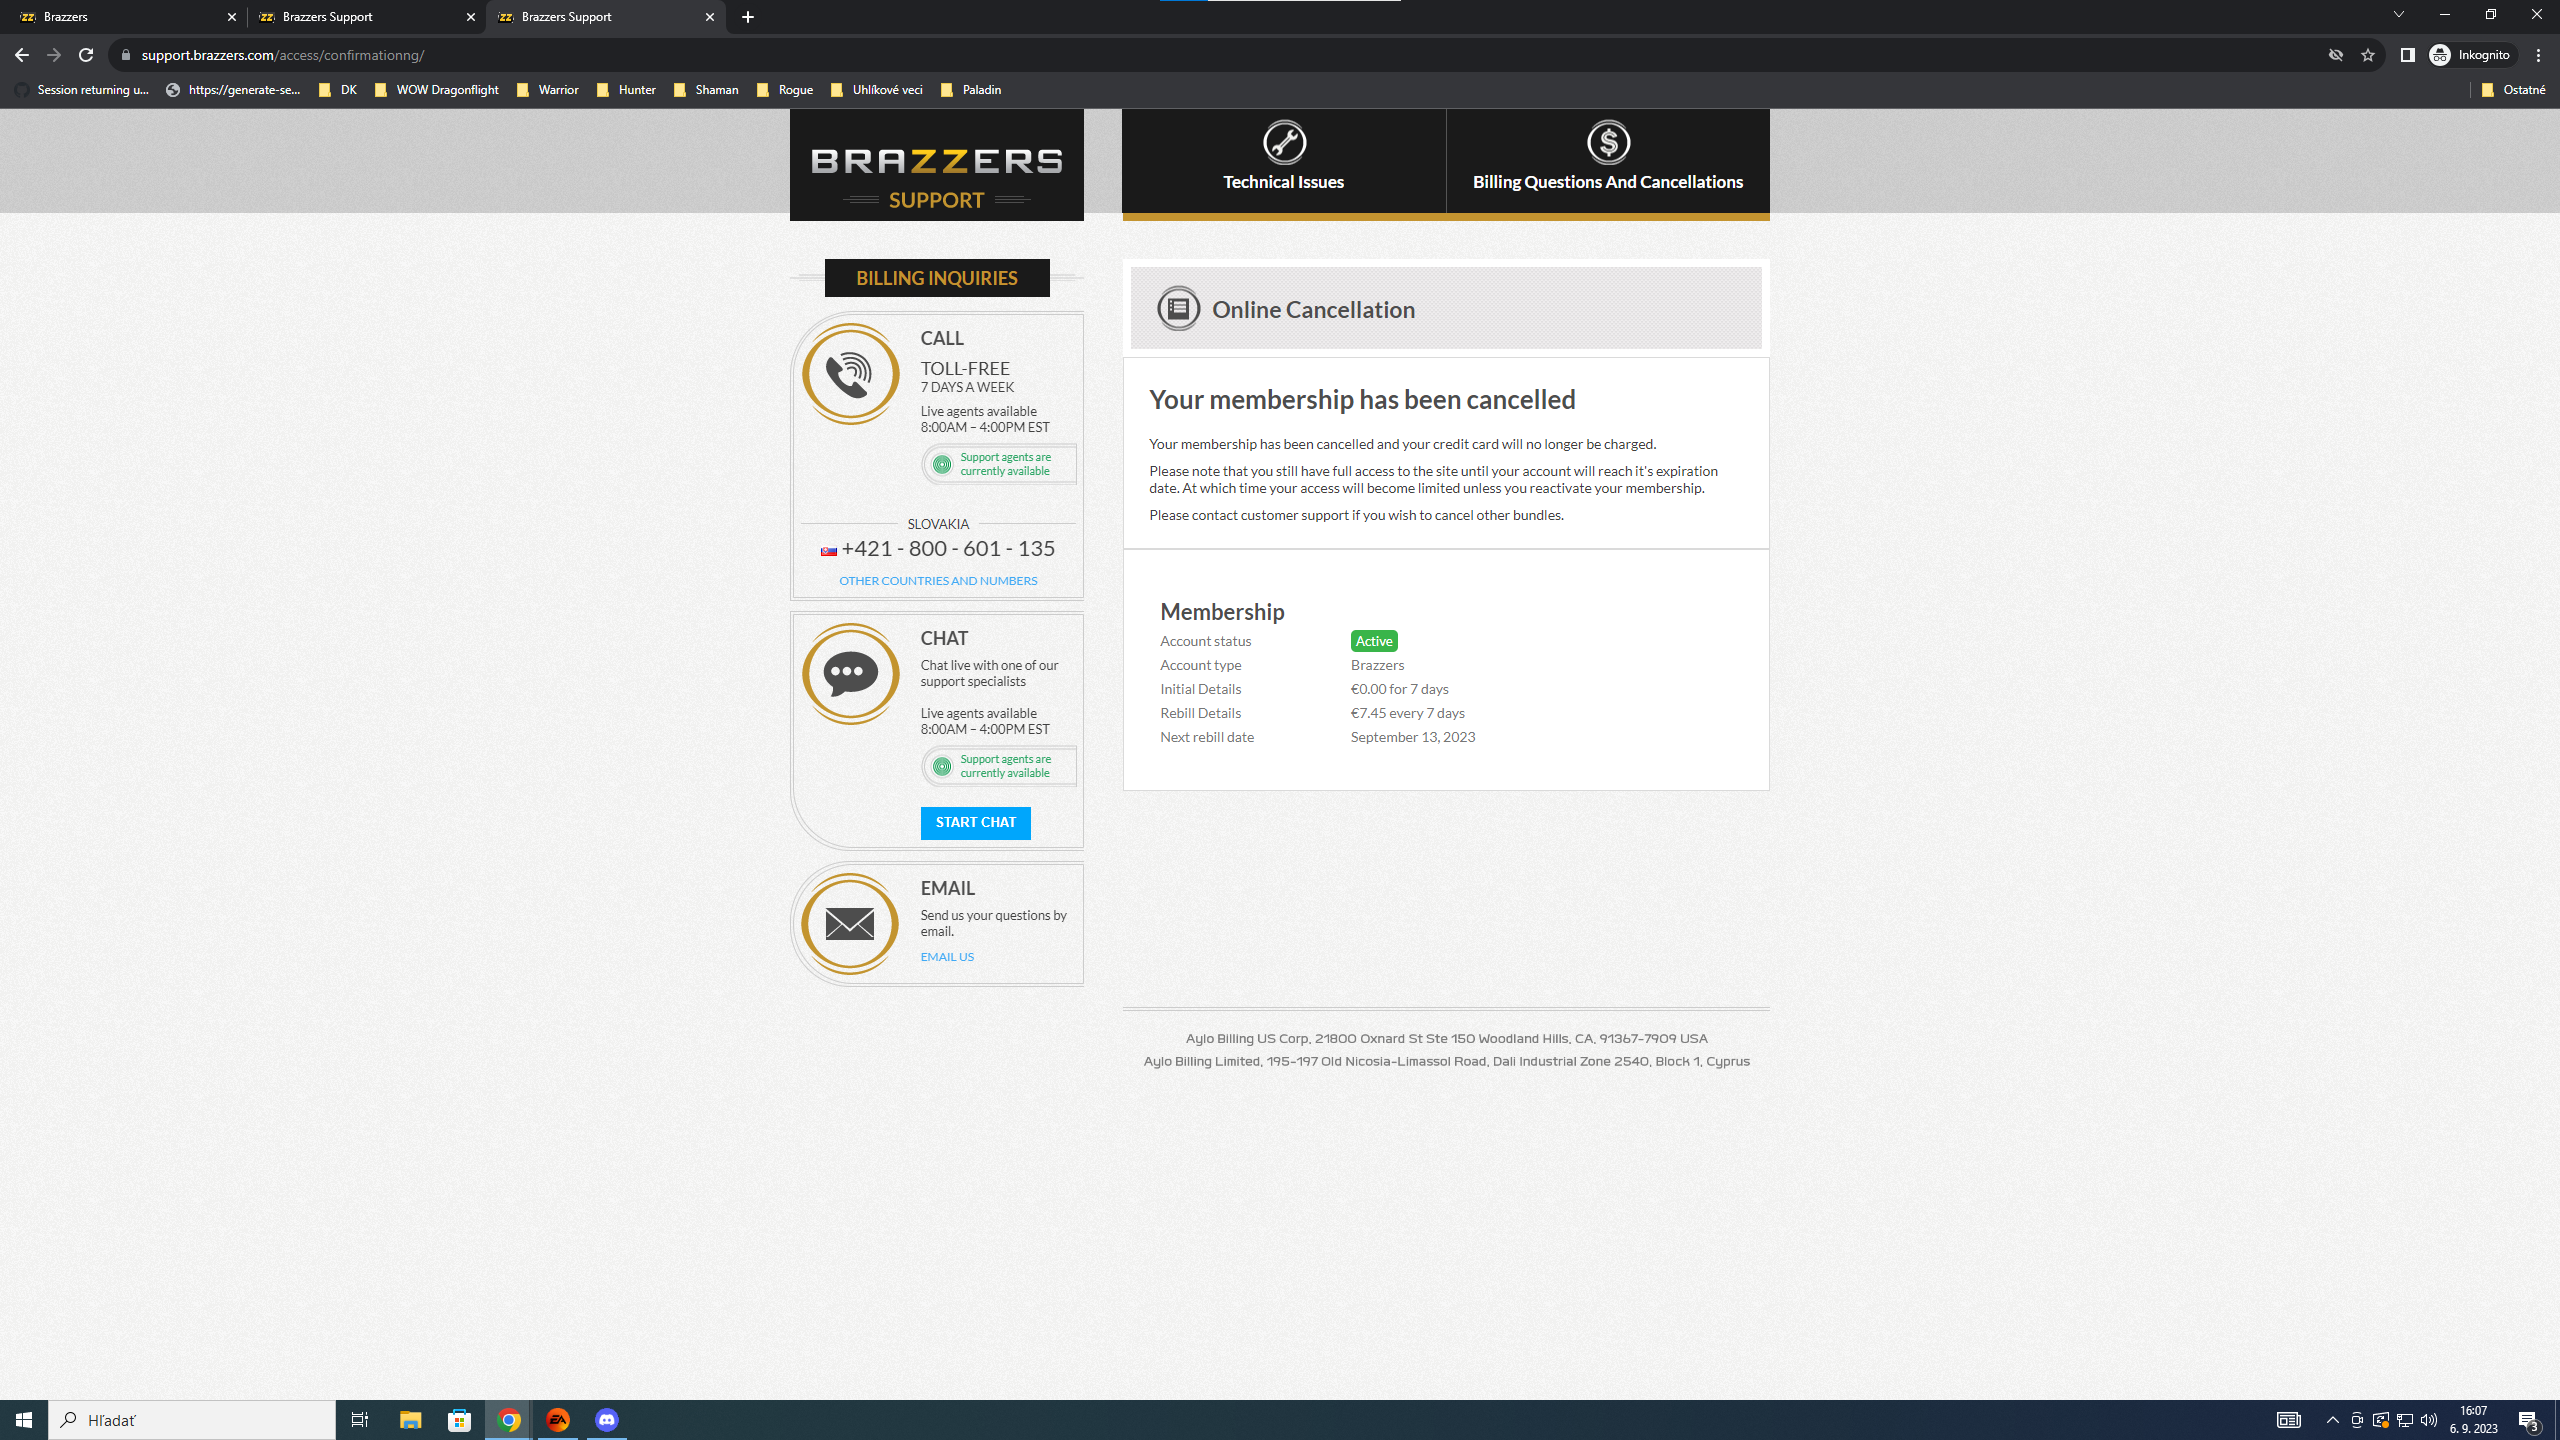 Brazzers
Brazzers Support
Brazzers Support
support.brazzers.com/access/confirmationng/
Inkognito
Session returning u...
https://generate-se...
DK
WOW Dragonflight
Warrior
Hunter
Shaman
Rogue
Uhlíkové veci
Paladin
Ostatné
BRAZZERS
SUPPORT
Technical Issues
Billing Questions And Cancellations
BILLING INQUIRIES
CALL
TOLL-FREE
7 DAYS A WEEK
Live agents available
8:00AM – 4:00PM EST
Support agents are
currently available
SLOVAKIA
+421 - 800 - 601 - 135
OTHER COUNTRIES AND NUMBERS
CHAT
Chat live with one of our
support specialists
Live agents available
8:00AM – 4:00PM EST
Support agents are
currently available
START CHAT
EMAIL
Send us your questions by
email.
EMAIL US
Online Cancellation
Your membership has been cancelled
Your membership has been cancelled and your credit card will no longer be charged.
Please note that you still have full access to the site until your account will reach it's expiration
date. At which time your access will become limited unless you reactivate your membership.
Please contact customer support if you wish to cancel other bundles.
Membership
Account status Active
Account type Brazzers
Initial Details €0.00 for 7 days
Rebill Details €7.45 every 7 days
Next rebill date September 13, 2023
Aylo Billing US Corp, 21800 Oxnard St Ste 150 Woodland Hills, CA, 91367-7909 USA
Aylo Billing Limited, 195-197 Old Nicosia-Limassol Road, Dali Industrial Zone 2540, Block 1, Cyprus
Hľadať
EA
16:07
6. 9. 2023
3